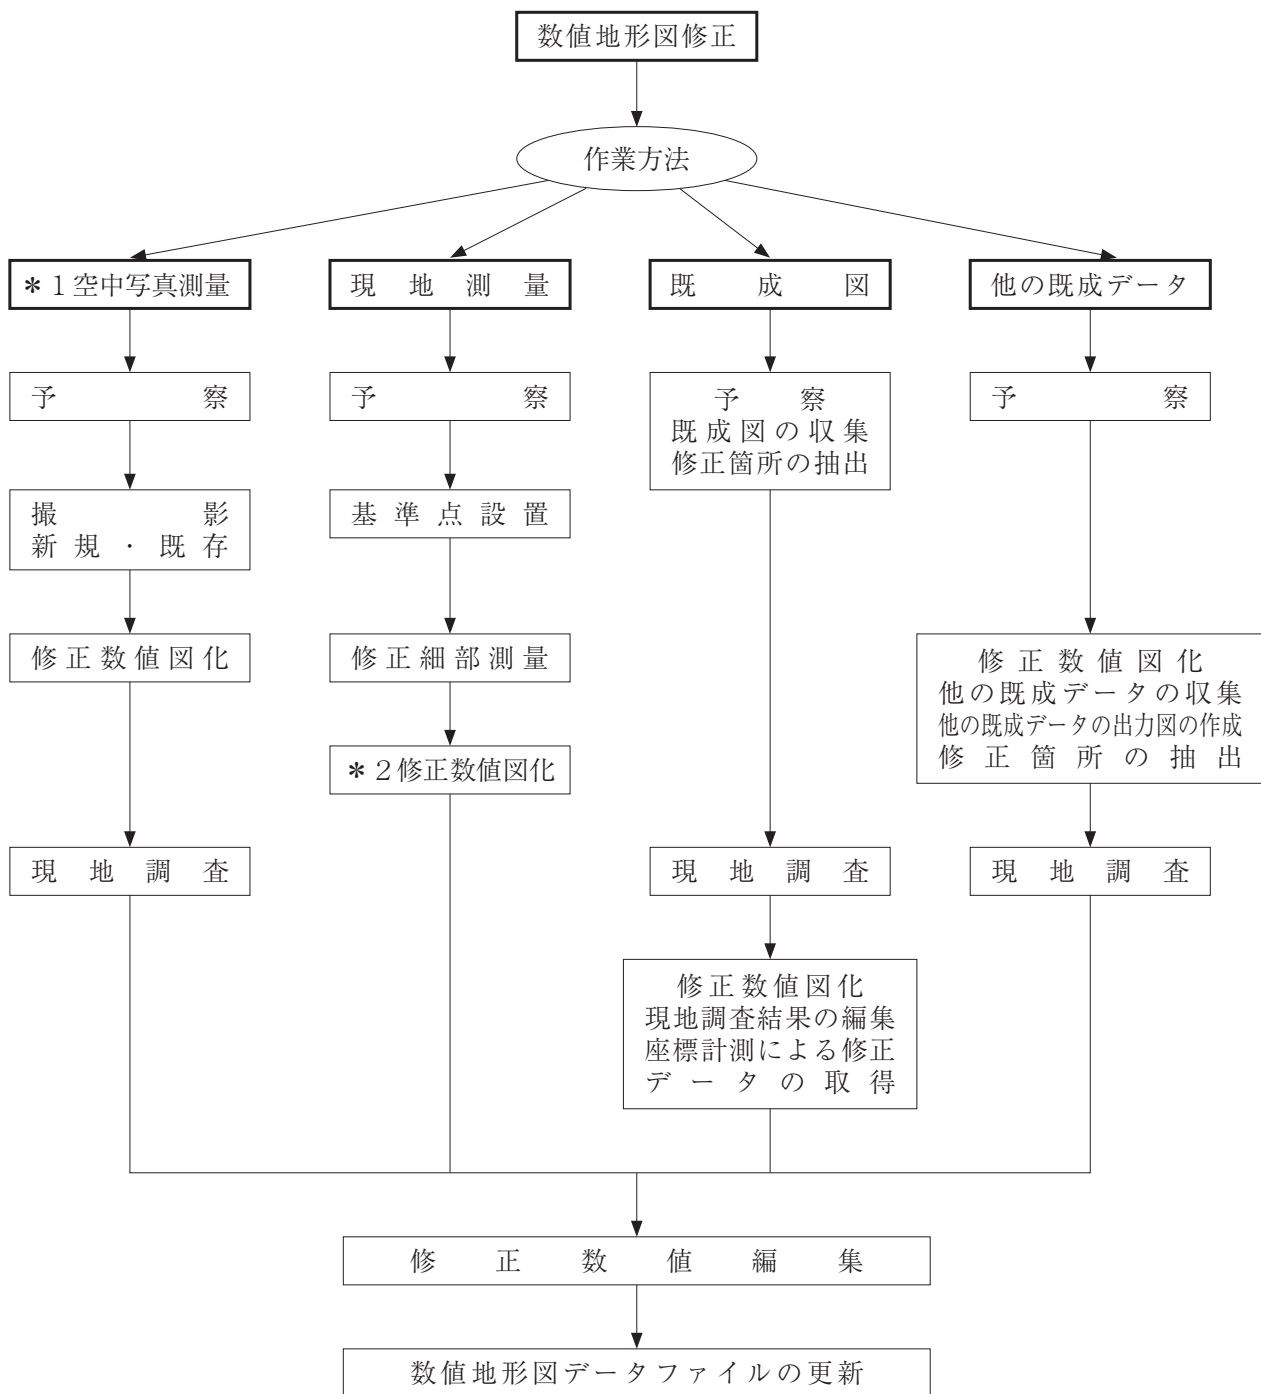 数値地形図修正
作業方法
＊１空中写真測量
現地測量
既成図
他の既成データ
予察
予察
予察
既成図の収集
修正箇所の抽出
予察
撮影
新規・既存
基準点設置
修正数値図化
修正細部測量
修正数値図化
他の既成データの収集
他の既成データの出力図の作成
修正箇所の抽出
＊２修正数値図化
現地調査
現地調査
現地調査
修正数値図化
現地調査結果の編集
座標計測による修正
データの取得
修正数値編集
数値地形図データファイルの更新